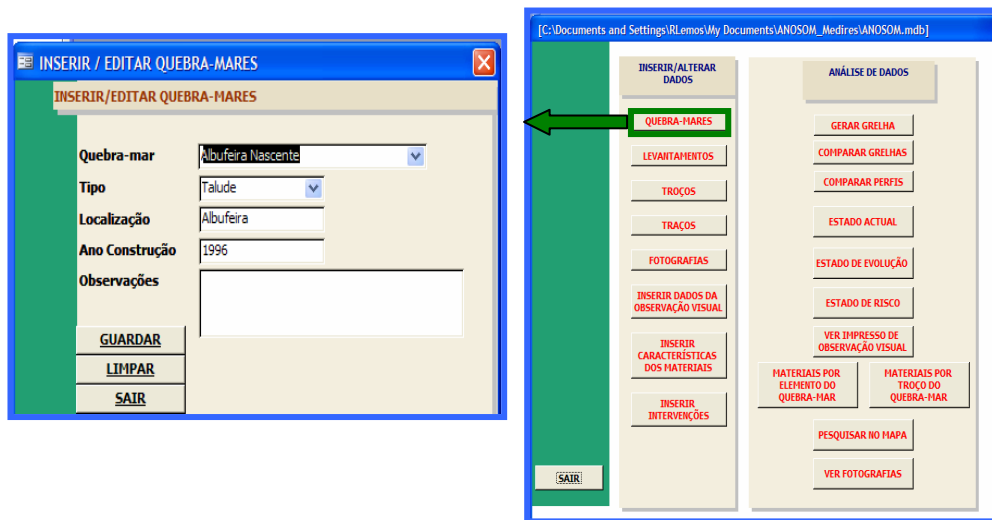 INSERIR / EDITAR QUEBRA-MARES
INSERIR/EDITAR QUEBRA-MARES
Quebra-mar
Albufeira Nascente
Tipo
Talude
Localização
Albufeira
Ano Construção
1996
Observações
GUARDAR
LIMPAR
SAIR
[C:\Documents and Settings\RLemos\My Documents\ANOSOM_Medires\ANOSOM.mdb]
INSERIR/ALTERAR
DADOS
QUEBRA-MARES
LEVANTAMENTOS
TROÇOS
TRAÇOS
FOTOGRAFIAS
INSERIR DADOS DA
OBSERVAÇÃO VISUAL
INSERIR
CARACTERÍSTICAS
DOS MATERIAIS
INSERIR
INTERVENÇÕES
SAIR
ANÁLISE DE DADOS
GERAR GRELHA
COMPARAR GRELHAS
COMPARAR PERFIS
ESTADO ACTUAL
ESTADO DE EVOLUÇÃO
ESTADO DE RISCO
VER IMPRESSO DE
OBSERVAÇÃO VISUAL
MATERIAIS POR
ELEMENTO DO
QUEBRA-MAR
MATERIAIS POR
TROÇO DO
QUEBRA-MAR
PESQUISAR NO MAPA
VER FOTOGRAFIAS